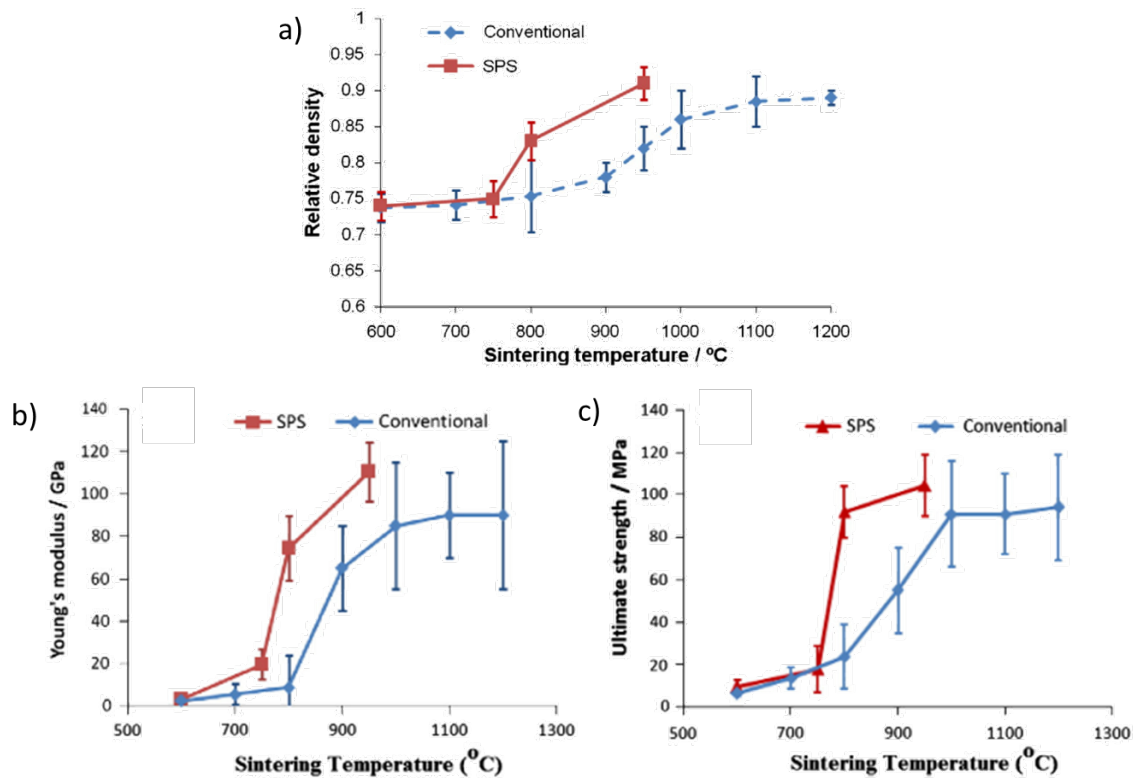 a)
Conventional
SPS
1
0.95
0.9
0.85
0.8
0.75
0.7
0.65
0.6
Relative density
600 700 800 900 1000 1100 1200
Sintering temperature / ºC
b)
SPS Conventional
140
120
100
80
60
40
20
0
Young's modulus / GPa
500 700 900 1100 1300
Sintering Temperature (°C)
c)
SPS Conventional
140
120
100
80
60
40
20
0
Ultimate strength / MPa
500 700 900 1100 1300
Sintering Temperature (°C)